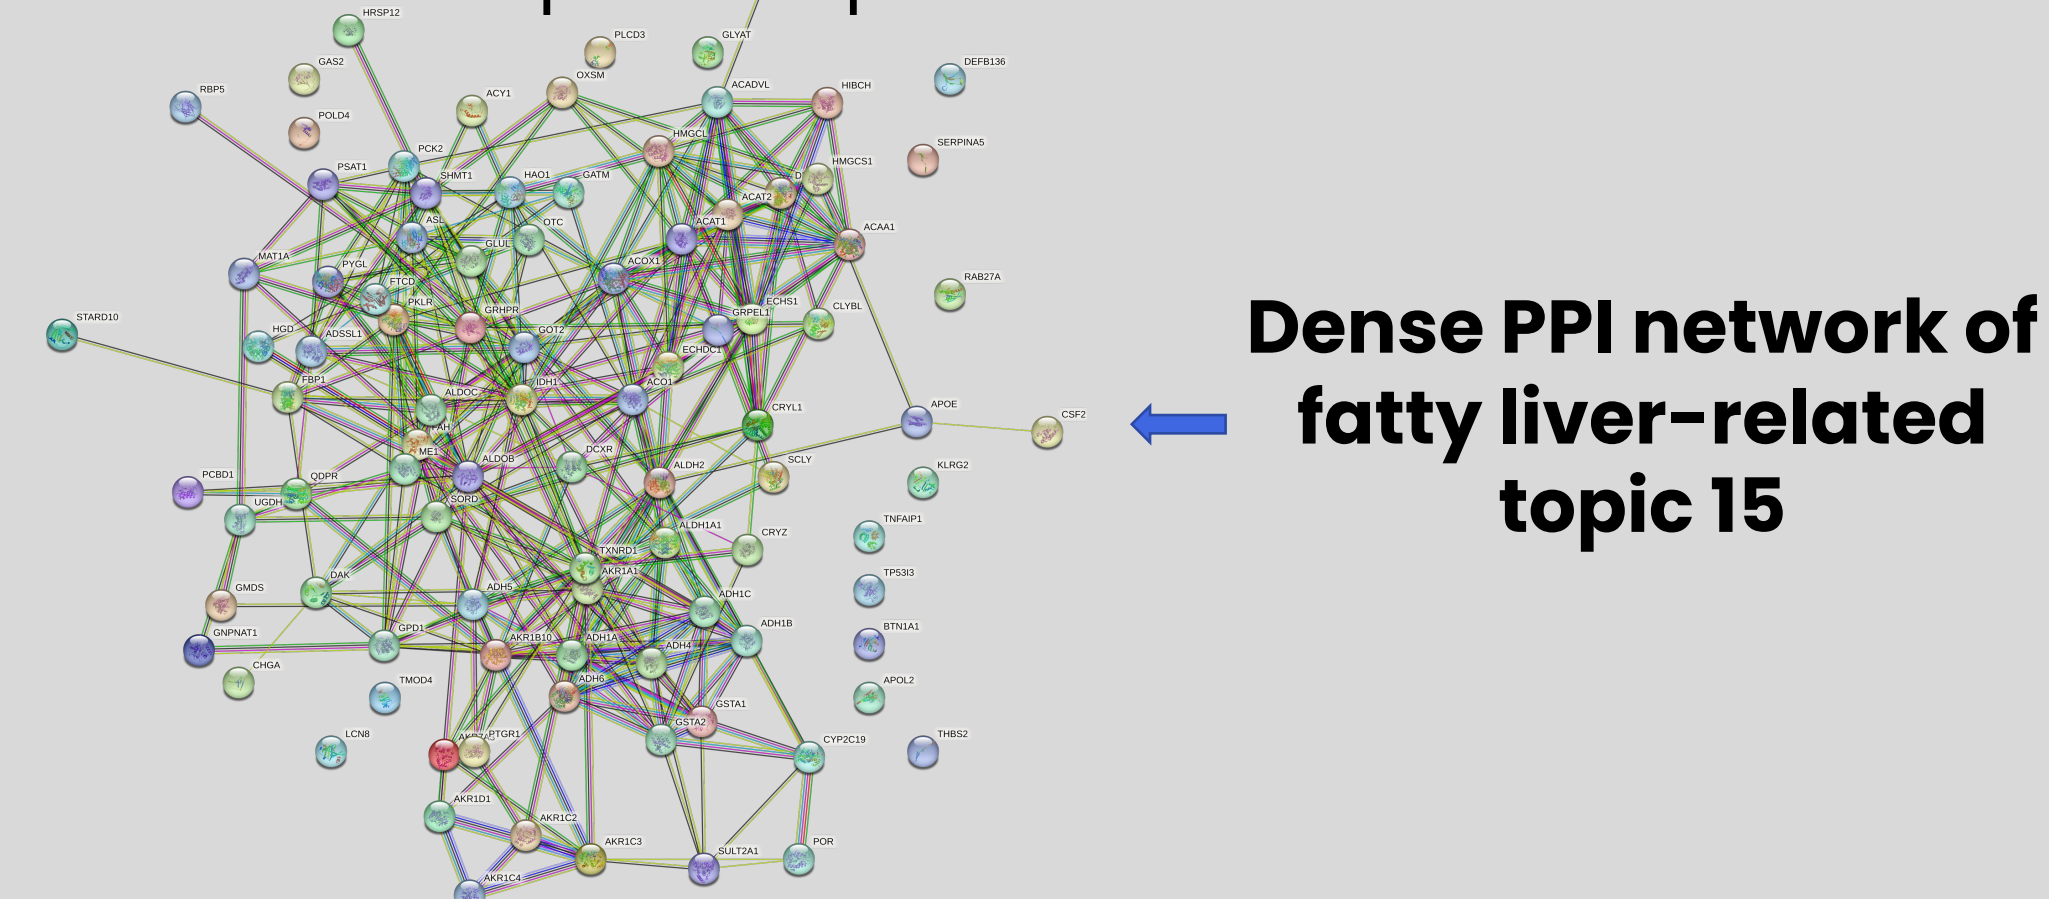 HRSP12
PLCD3
GLYAT
GAS2
DEFB136
OXSM
RBP5
ACY1
ACADVL
HIBCH
POLD4
HMGCL
SERPINA5
PCK2
HMGCS1
PSAT1
SHMT1
HAO1
GATM
ACAT2
ASL
OTC
ACAT1
ACAA1
GLUL
MAT1A
PYGL
ACOX1
FTCD
RAB27A
PKLR
ECHS1
CLYBL
GRHPR
GRPEL1
STARD10
HGD
ADSSL1
GOT2
ECHDC1
FBP1
IDH1
ACO1
ALDOC
CRYL1
APOE
CSF2
FAH
ME1
ALDOB
DCXR
ALDH2
SCLY
KLRG2
PCBD1
QDPR
UGDH
SORD
TNFAIP1
ALDH1A1
CRYZ
TXNRD1
AKR1A1
DAK
TP53I3
GMDS
ADH5
ADH1C
GNPNAT1
GPD1
AKR1B10
ADH1A
ADH4
ADH1B
BTN1A1
CHGA
TMOD4
ADH6
APOL2
GSTA1
GSTA2
LCN8
PTGR1
CYP2C19
THBS2
AKR1D1
AKR1C2
AKR1C3
SULT2A1
POR
AKR1C4
Dense PPI network of
fatty liver-related
topic 15